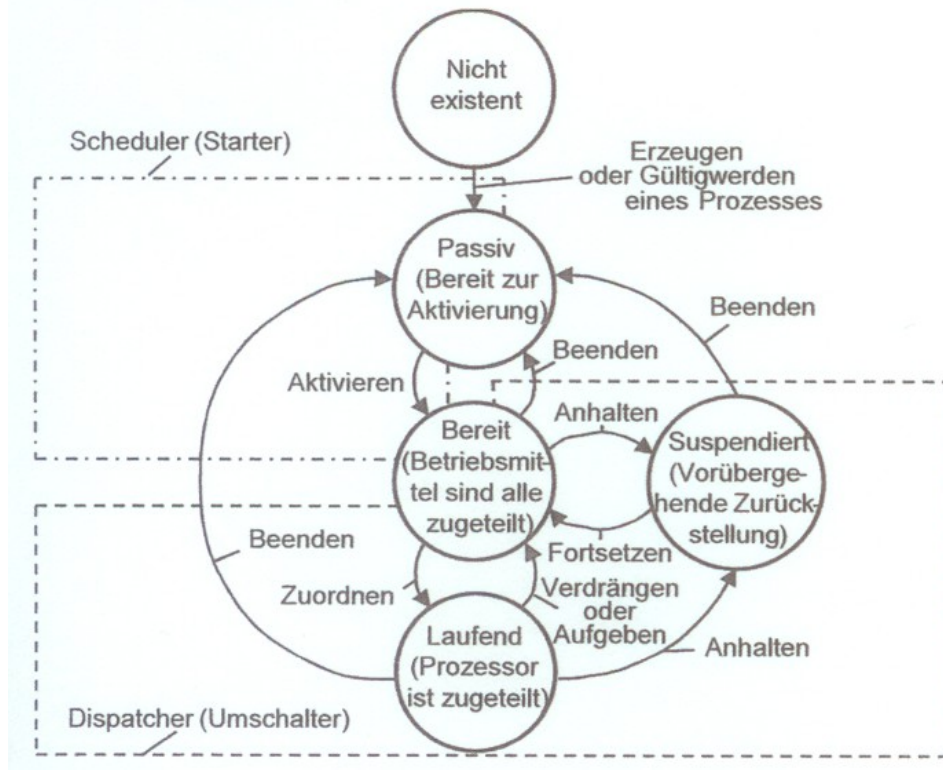 Nicht
existent
Scheduler (Starter)
Erzeugen
oder Gültigwerden
eines Prozesses
Passiv
(Bereit zur
Aktivierung)
Beenden
Beenden
Aktivieren
Anhalten
Bereit
(Betriebsmit-
tel sind alle
zugeteilt)
Suspendiert
(Vorüberge-
hende Zurück-
stellung)
Beenden
Fortsetzen
Zuordnen
Verdrängen
oder
Aufgeben
Laufend
(Prozessor
ist zugeteilt)
Anhalten
Dispatcher (Umschalter)